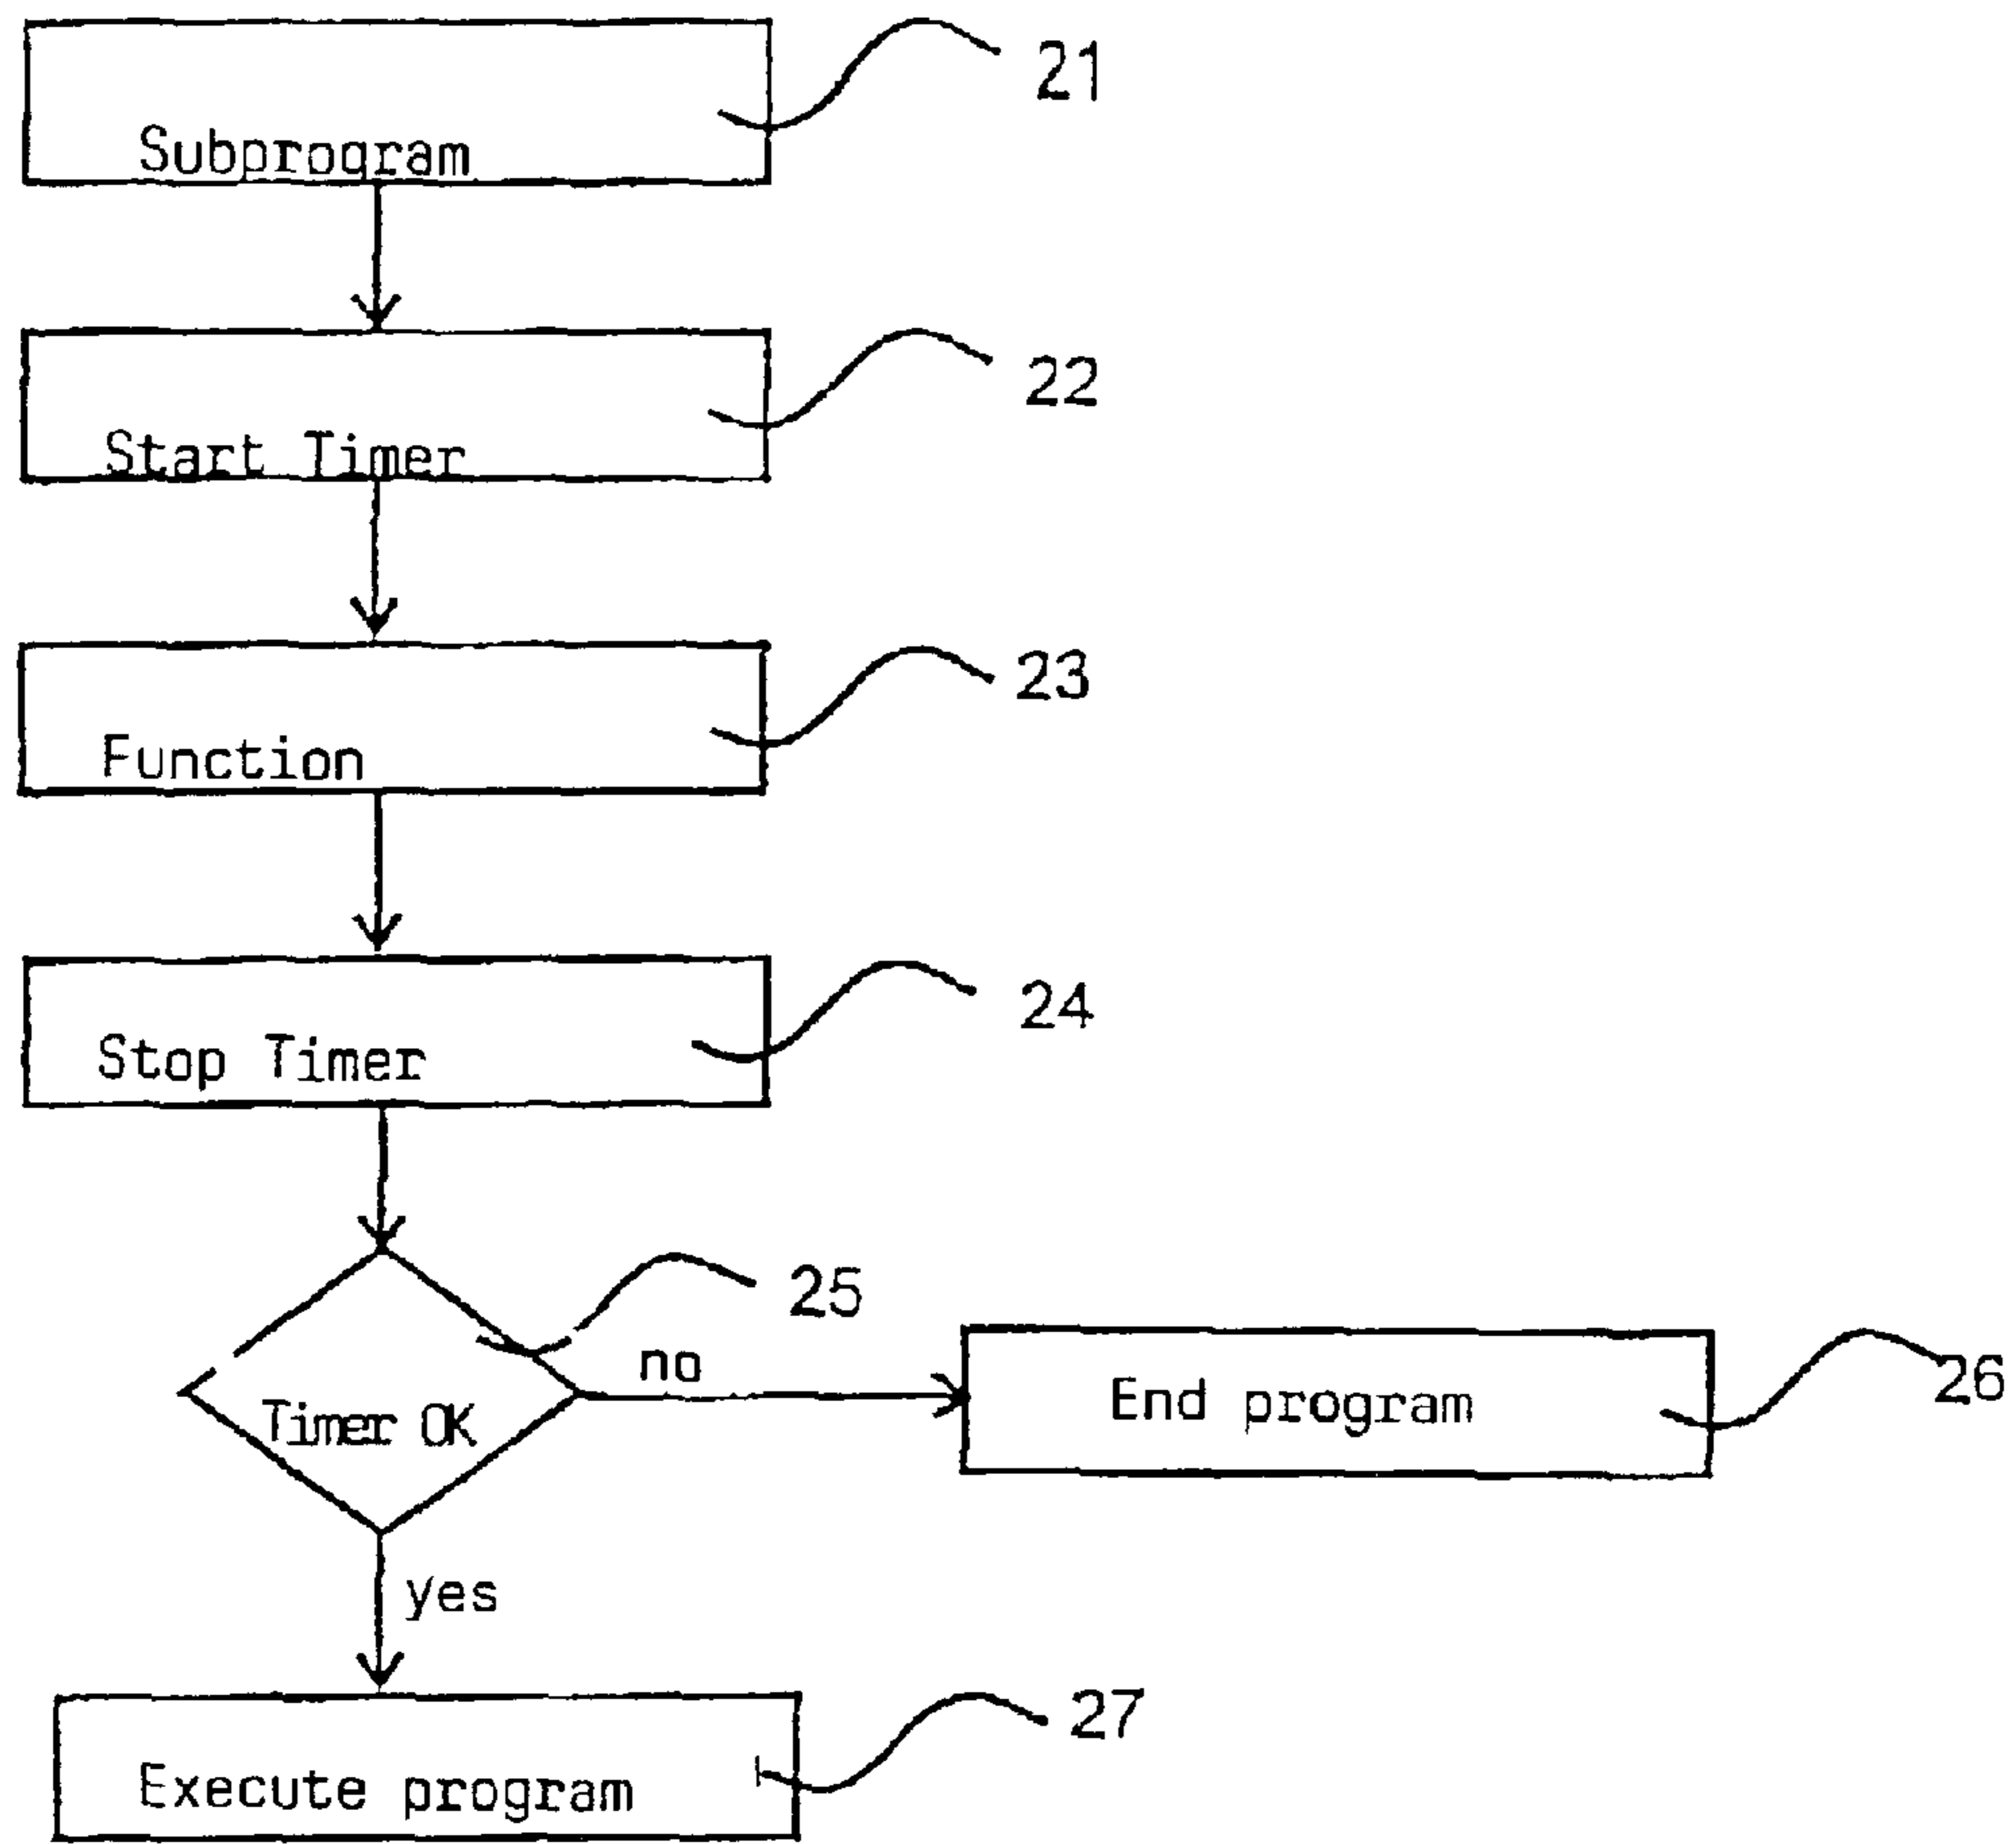 21
Subprogram
22
Start Timer
23
Function
24
Stop Timer
25
no
Timer OK
End program
26
yes
27
Execute program